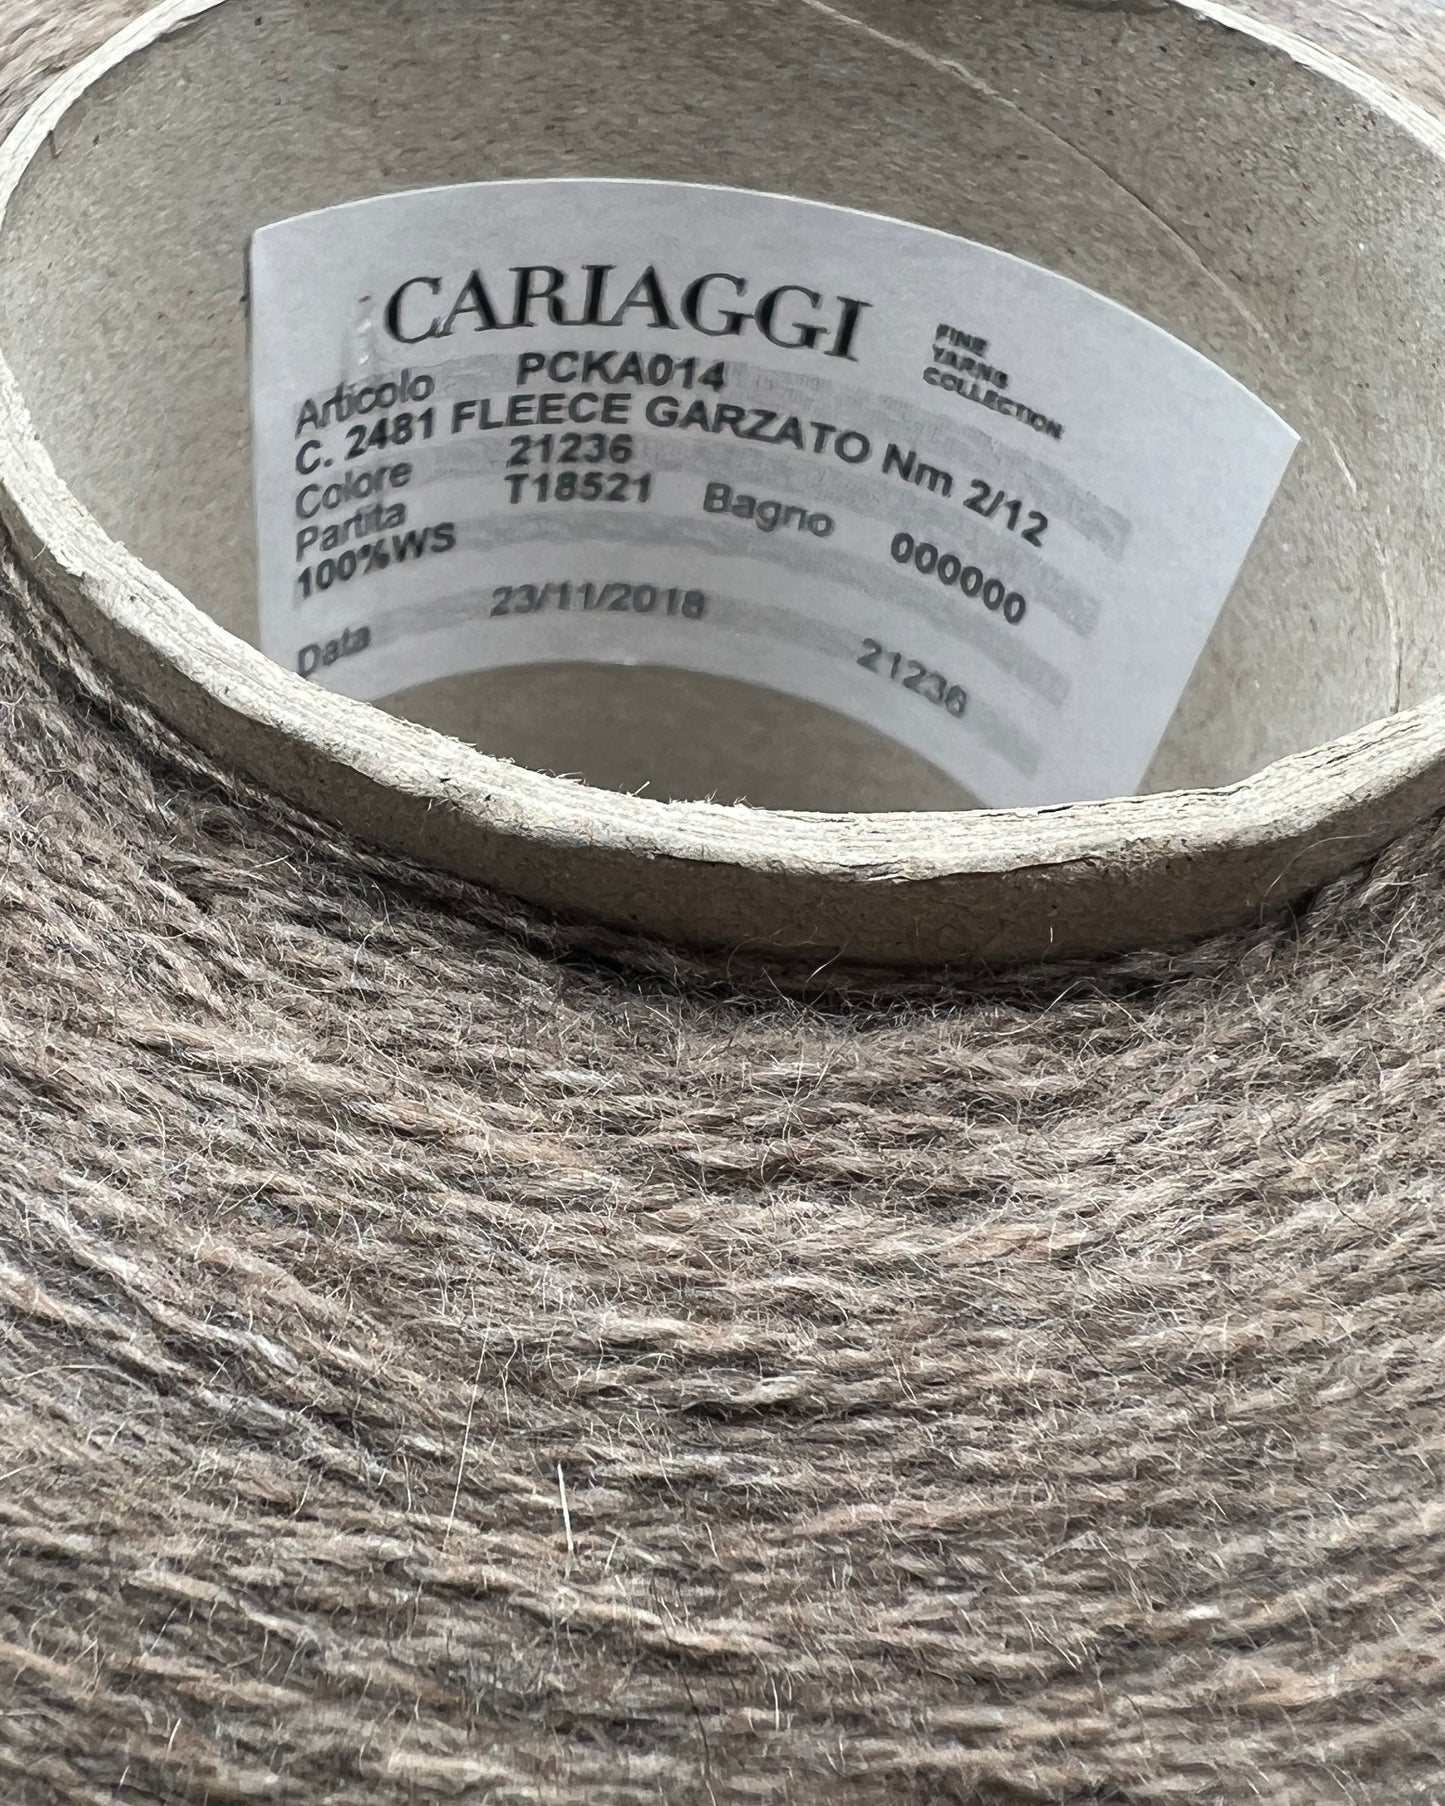 CARIAGGI
FINE
YARNS
COLLECTION
Articolo PCKA014
C. 2481 FLEECE GARZATO Nm 2/12
Colore 21236
Partita T18521 Bagno 000000
100%WS
Data 23/11/2018 21236